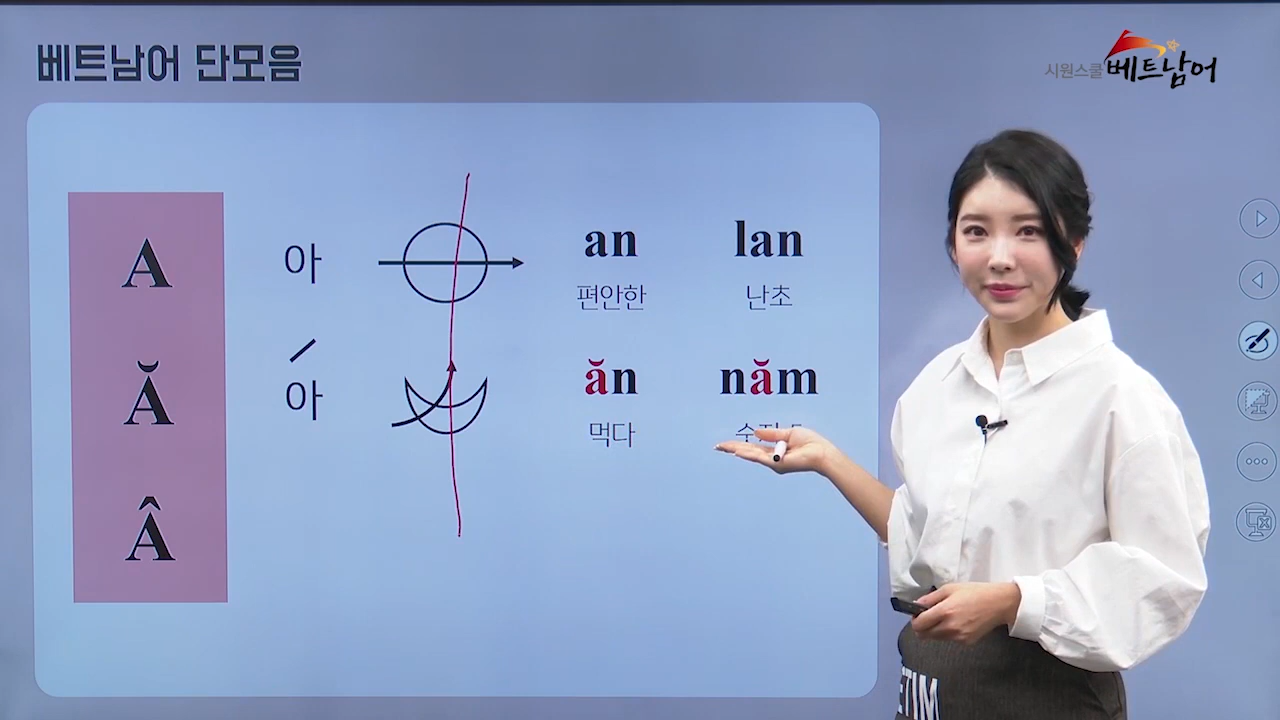 베트남어 단모음
시원스쿨 베트남어
A 아 an lan
편안한 난초
Ă 아 ăn năm
먹다
Â
ETIM